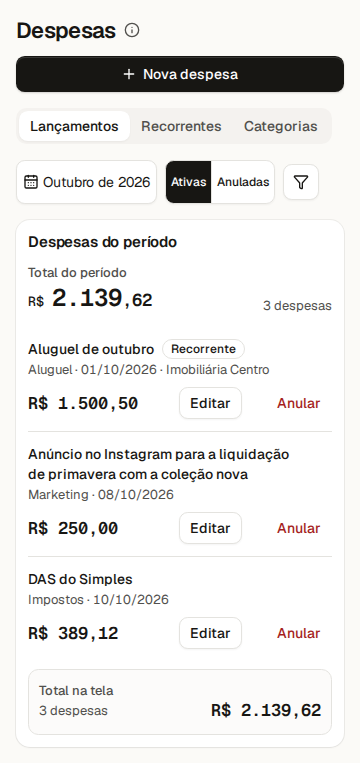 Despesas
Nova despesa
Lançamentos Recorrentes Categorias
Outubro de 2026 Ativas Anuladas
Despesas do período
Total do período
R$ 2.139,62 3 despesas
Aluguel de outubro Recorrente
Aluguel · 01/10/2026 · Imobiliária Centro
R$ 1.500,50 Editar Anular
Anúncio no Instagram para a liquidação
de primavera com a coleção nova
Marketing · 08/10/2026
R$ 250,00 Editar Anular
DAS do Simples
Impostos · 10/10/2026
R$ 389,12 Editar Anular
Total na tela
3 despesas R$ 2.139,62